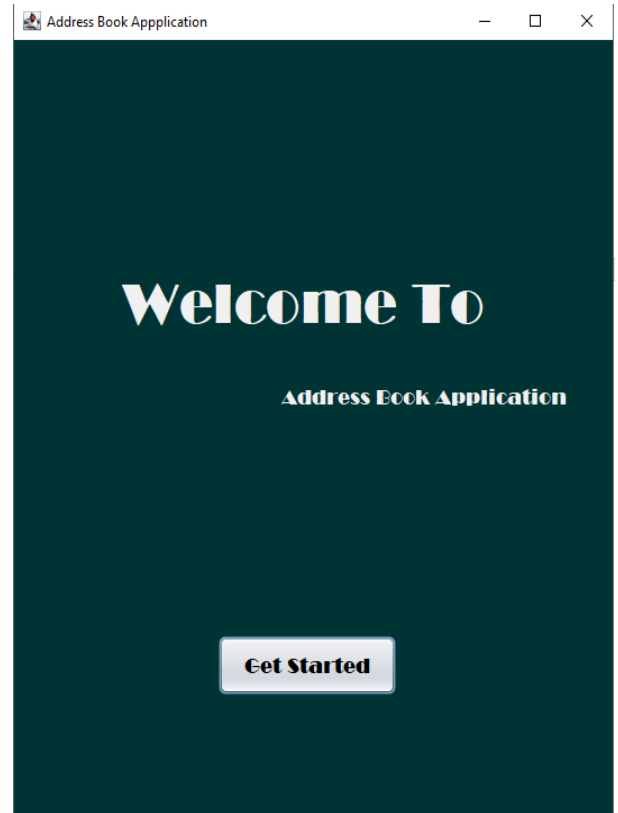 Address Book Appplication
Welcome To
Address Book Application
Get Started